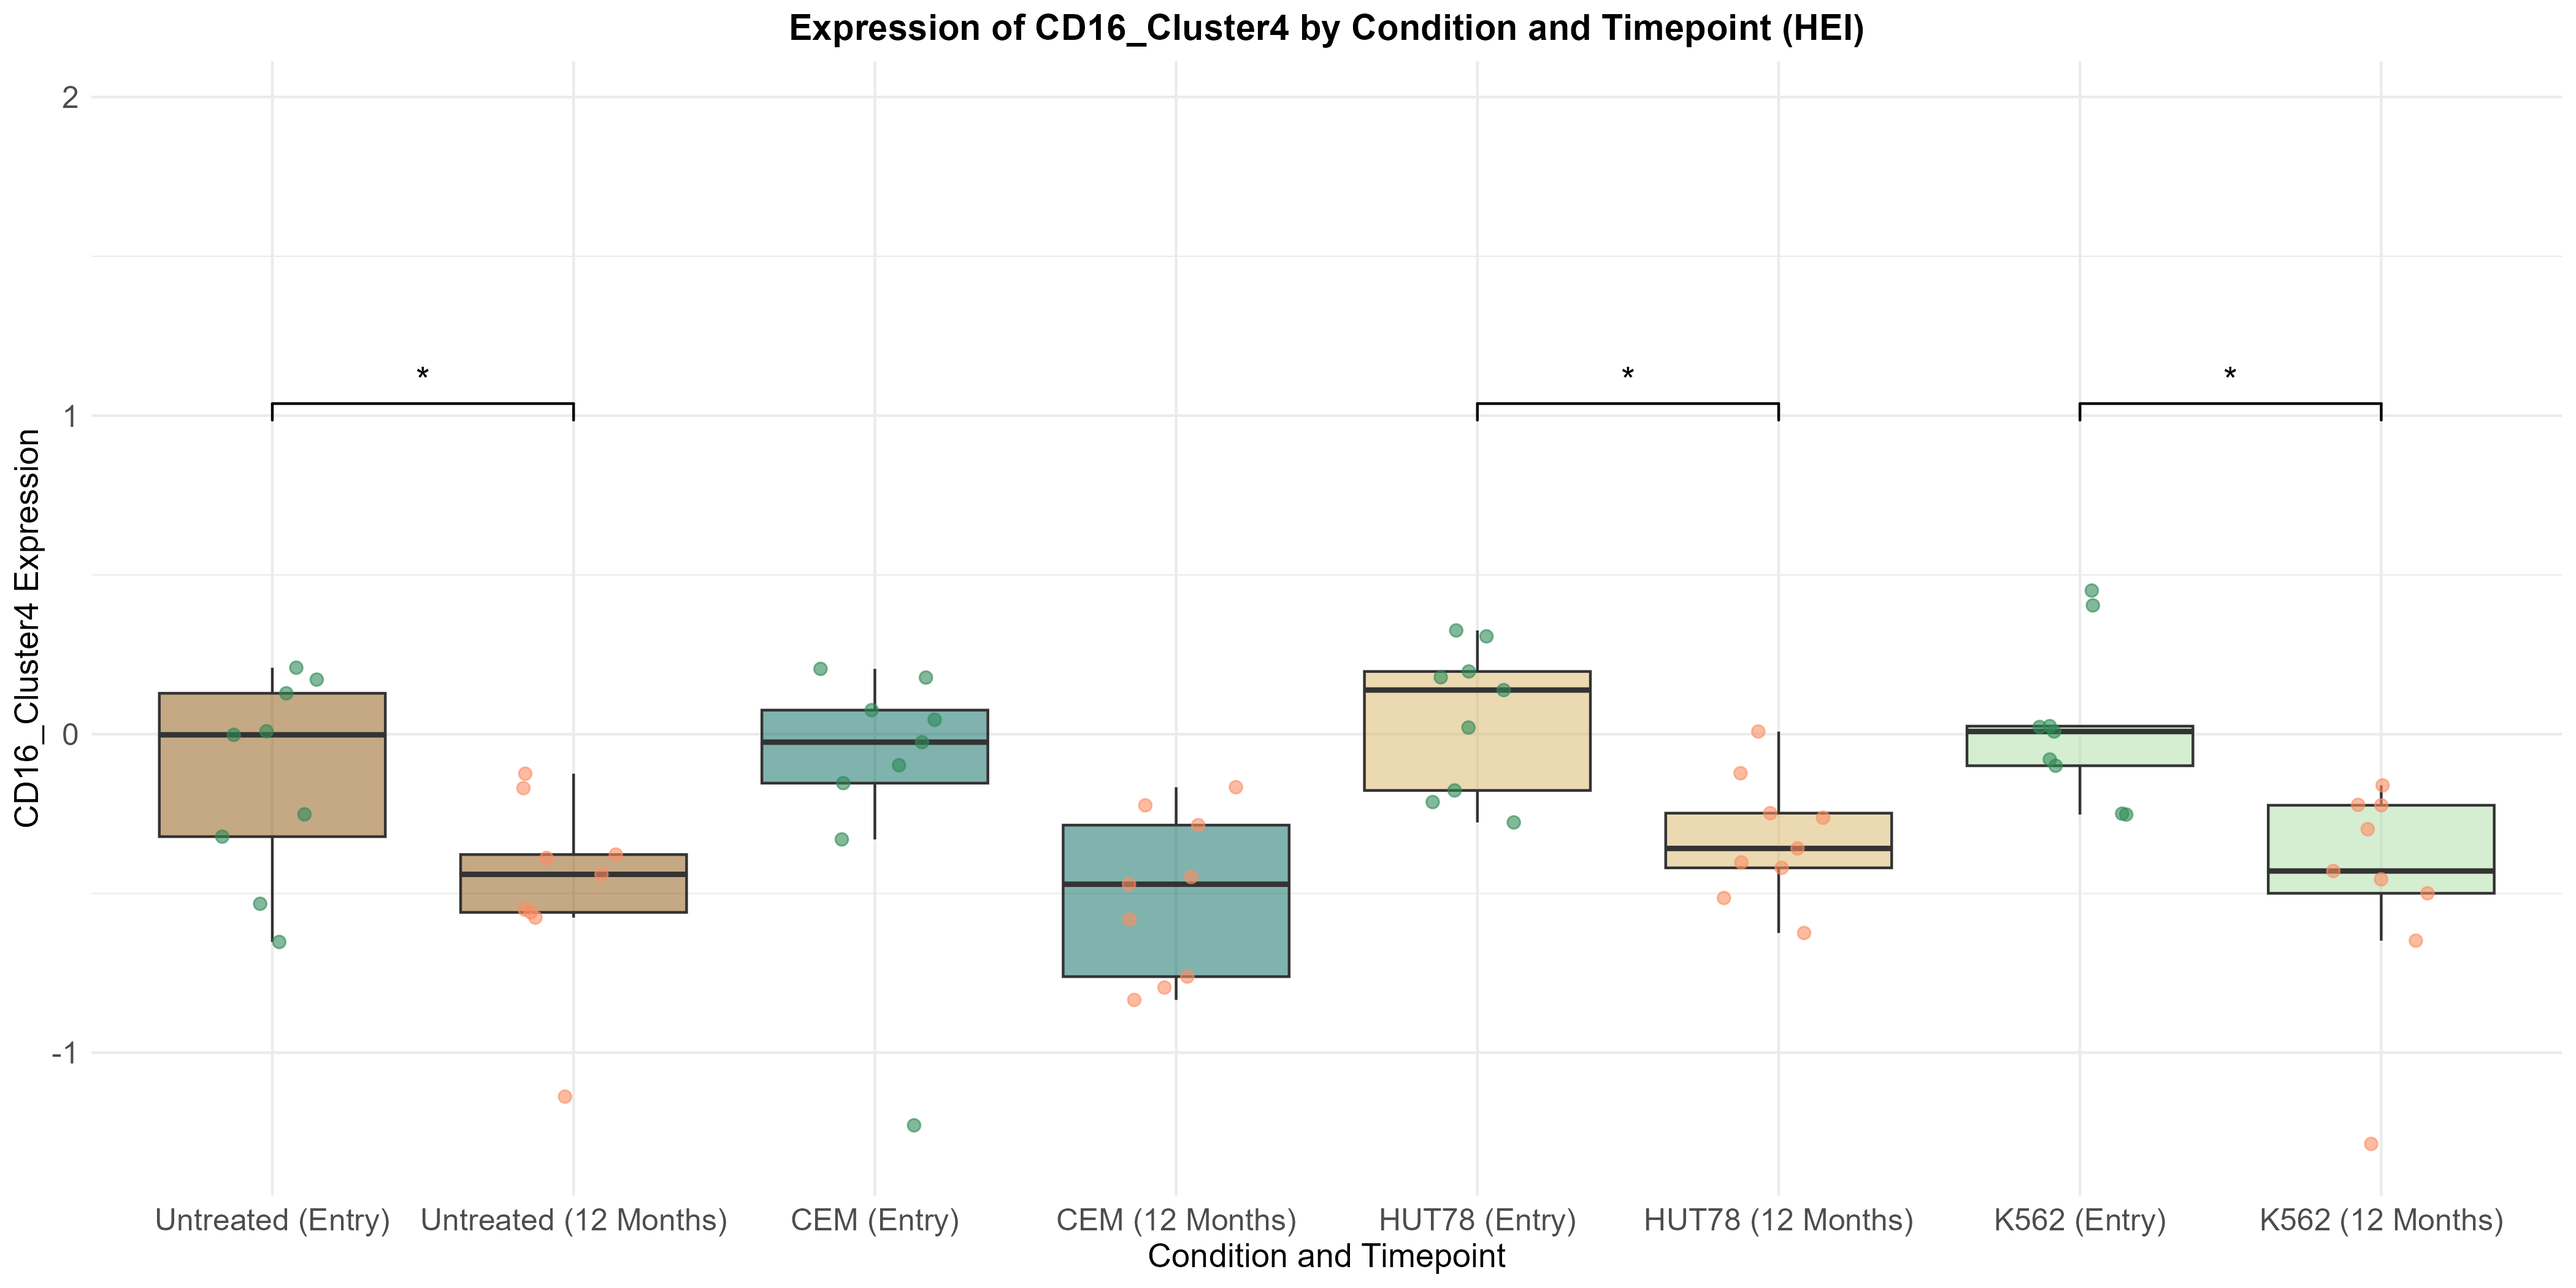 Expression of CD16_Cluster4 by Condition and Timepoint (HEI)
CD16_Cluster4 Expression
2
1
0
-1
*
*
*
Untreated (Entry)
Untreated (12 Months)
CEM (Entry)
CEM (12 Months)
HUT78 (Entry)
HUT78 (12 Months)
K562 (Entry)
K562 (12 Months)
Condition and Timepoint